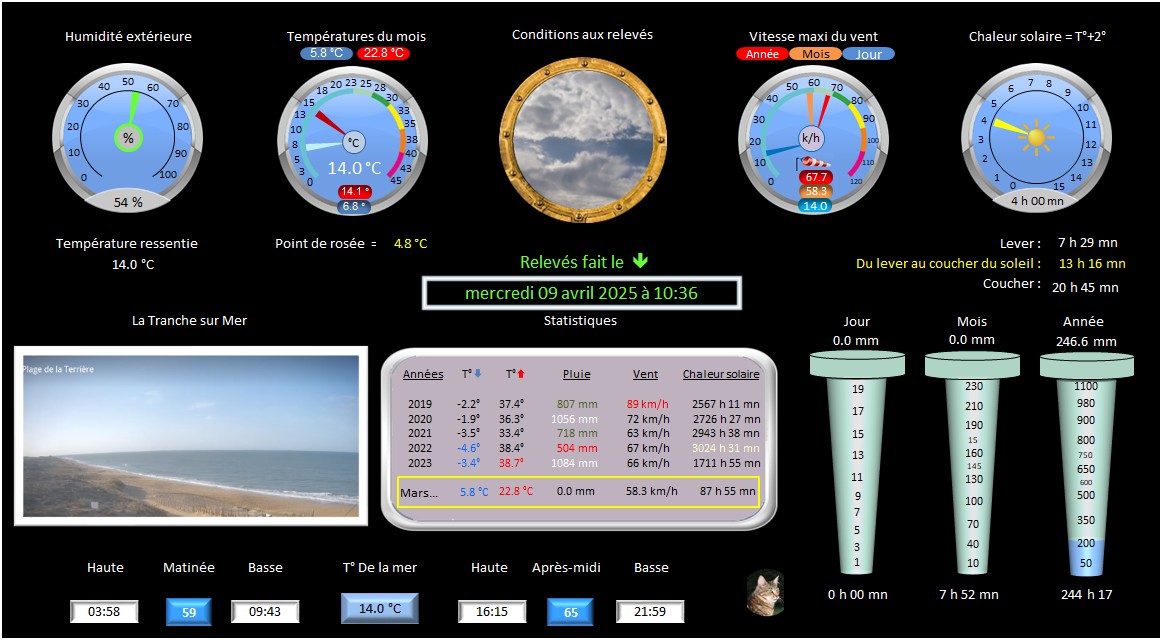 Humidité extérieure
Températures du mois
Conditions aux relevés
Vitesse maxi du vent
Chaleur solaire = T°+2°
5.8 °C 22.8 °C
Année Mois Jour
0 10 20 30 40 50 60 70 80 90 100
%
54 %
0 3 5 8 10 13 15 18 20 23 25 28 30 33 35 38 40 43 45
°C
14.0 °C
14.1 °
6.8 °
0 10 20 30 40 50 60 70 80 90 100 110 120
k/h
67.7
58.3
14.0
0 1 2 3 4 5 6 7 8 9 10 11 12 13 14 15
4 h 00 mn
Température ressentie
14.0 °C
Point de rosée = 4.8 °C
Lever : 7 h 29 mn
Du lever au coucher du soleil : 13 h 16 mn
Coucher : 20 h 45 mn
Relevés fait le
mercredi 09 avril 2025 à 10:36
La Tranche sur Mer
Plage de la Terrière
Statistiques
Années T° T° Pluie Vent Chaleur solaire
2019 -2.2° 37.4° 807 mm 89 km/h 2567 h 11 mn
2020 -1.9° 36.3° 1056 mm 72 km/h 2726 h 27 mn
2021 -3.5° 33.4° 718 mm 63 km/h 2943 h 38 mn
2022 -4.6° 38.4° 504 mm 67 km/h 3024 h 31 mn
2023 -3.4° 38.7° 1084 mm 66 km/h 1711 h 55 mn
Mars... 5.8 °C 22.8 °C 0.0 mm 58.3 km/h 87 h 55 mn
Jour
0.0 mm
19
17
15
13
11
9
7
5
3
1
0 h 00 mn
Mois
0.0 mm
230
210
190
15
160
145
130
100
70
40
10
7 h 52 mn
Année
246.6 mm
1100
980
900
800
750
650
600
500
350
200
50
244 h 17
Haute Matinée Basse
03:58 59 09:43
T° De la mer
14.0 °C
Haute Après-midi Basse
16:15 65 21:59